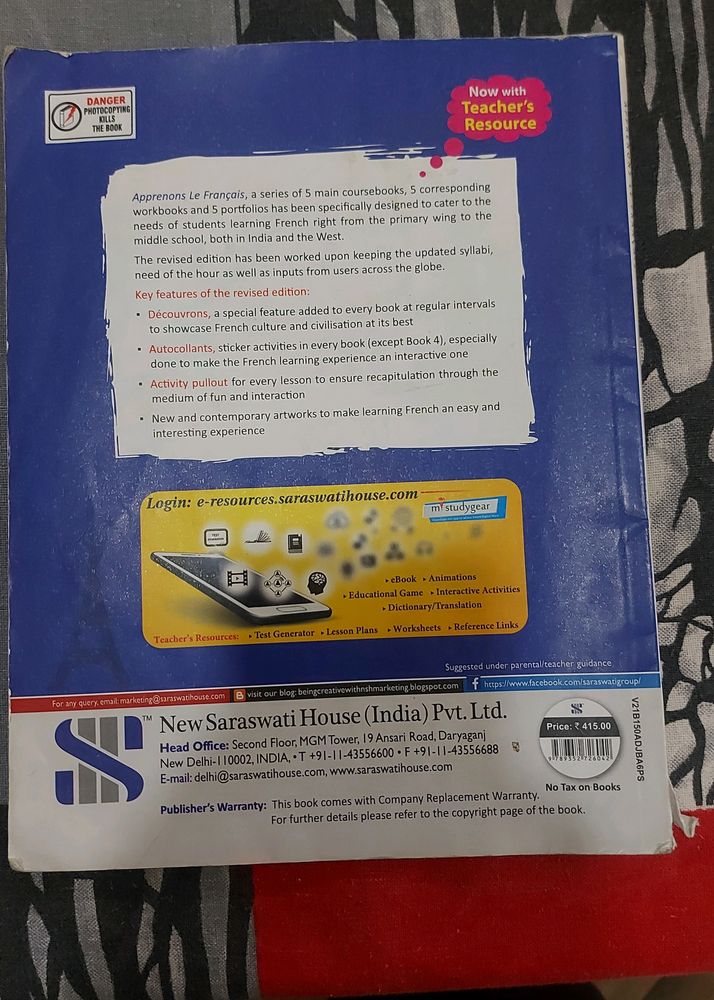 DANGER
PHOTOCOPYING
KILLS
THE BOOK
Now with
Teacher's
Resource
Apprenons Le Français, a series of 5 main coursebooks, 5 corresponding
workbooks and 5 portfolios has been specifically designed to cater to the
needs of students learning French right from the primary wing to the
middle school, both in India and the West.
The revised edition has been worked upon keeping the updated syllabi,
need of the hour as well as inputs from users across the globe.
Key features of the revised edition:
▪ Découvrons, a special feature added to every book at regular intervals
to showcase French culture and civilisation at its best
▪ Autocollants, sticker activities in every book (except Book 4), especially
done to make the French learning experience an interactive one
▪ Activity pullout for every lesson to ensure recapitulation through the
medium of fun and interaction
▪ New and contemporary artworks to make learning French an easy and
interesting experience
Login: e-resources.saraswatihouse.com
my studygear
TEST
▸ eBook ▸ Animations
▸ Educational Game ▸ Interactive Activities
▸ Dictionary/Translation
Teacher's Resources: ▸ Test Generator ▸ Lesson Plans ▸ Worksheets ▸ Reference Links
Suggested under parental/teacher guidance
For any query, email: marketing@saraswatihouse.com visit our blog: beingcreativewithnshmarketing.blogspot.com f https://www.facebook.com/saraswatigroup/
TM
New Saraswati House (India) Pvt. Ltd.
Head Office: Second Floor, MGM Tower, 19 Ansari Road, Daryaganj
New Delhi-110002, INDIA, • T +91-11-43556600 • F +91-11-43556688
E-mail: delhi@saraswatihouse.com, www.saraswatihouse.com
Publisher's Warranty: This book comes with Company Replacement Warranty.
For further details please refer to the copyright page of the book.
Price: ₹ 415.00
9789352726042
No Tax on Books
V21B150ADJBA6PS